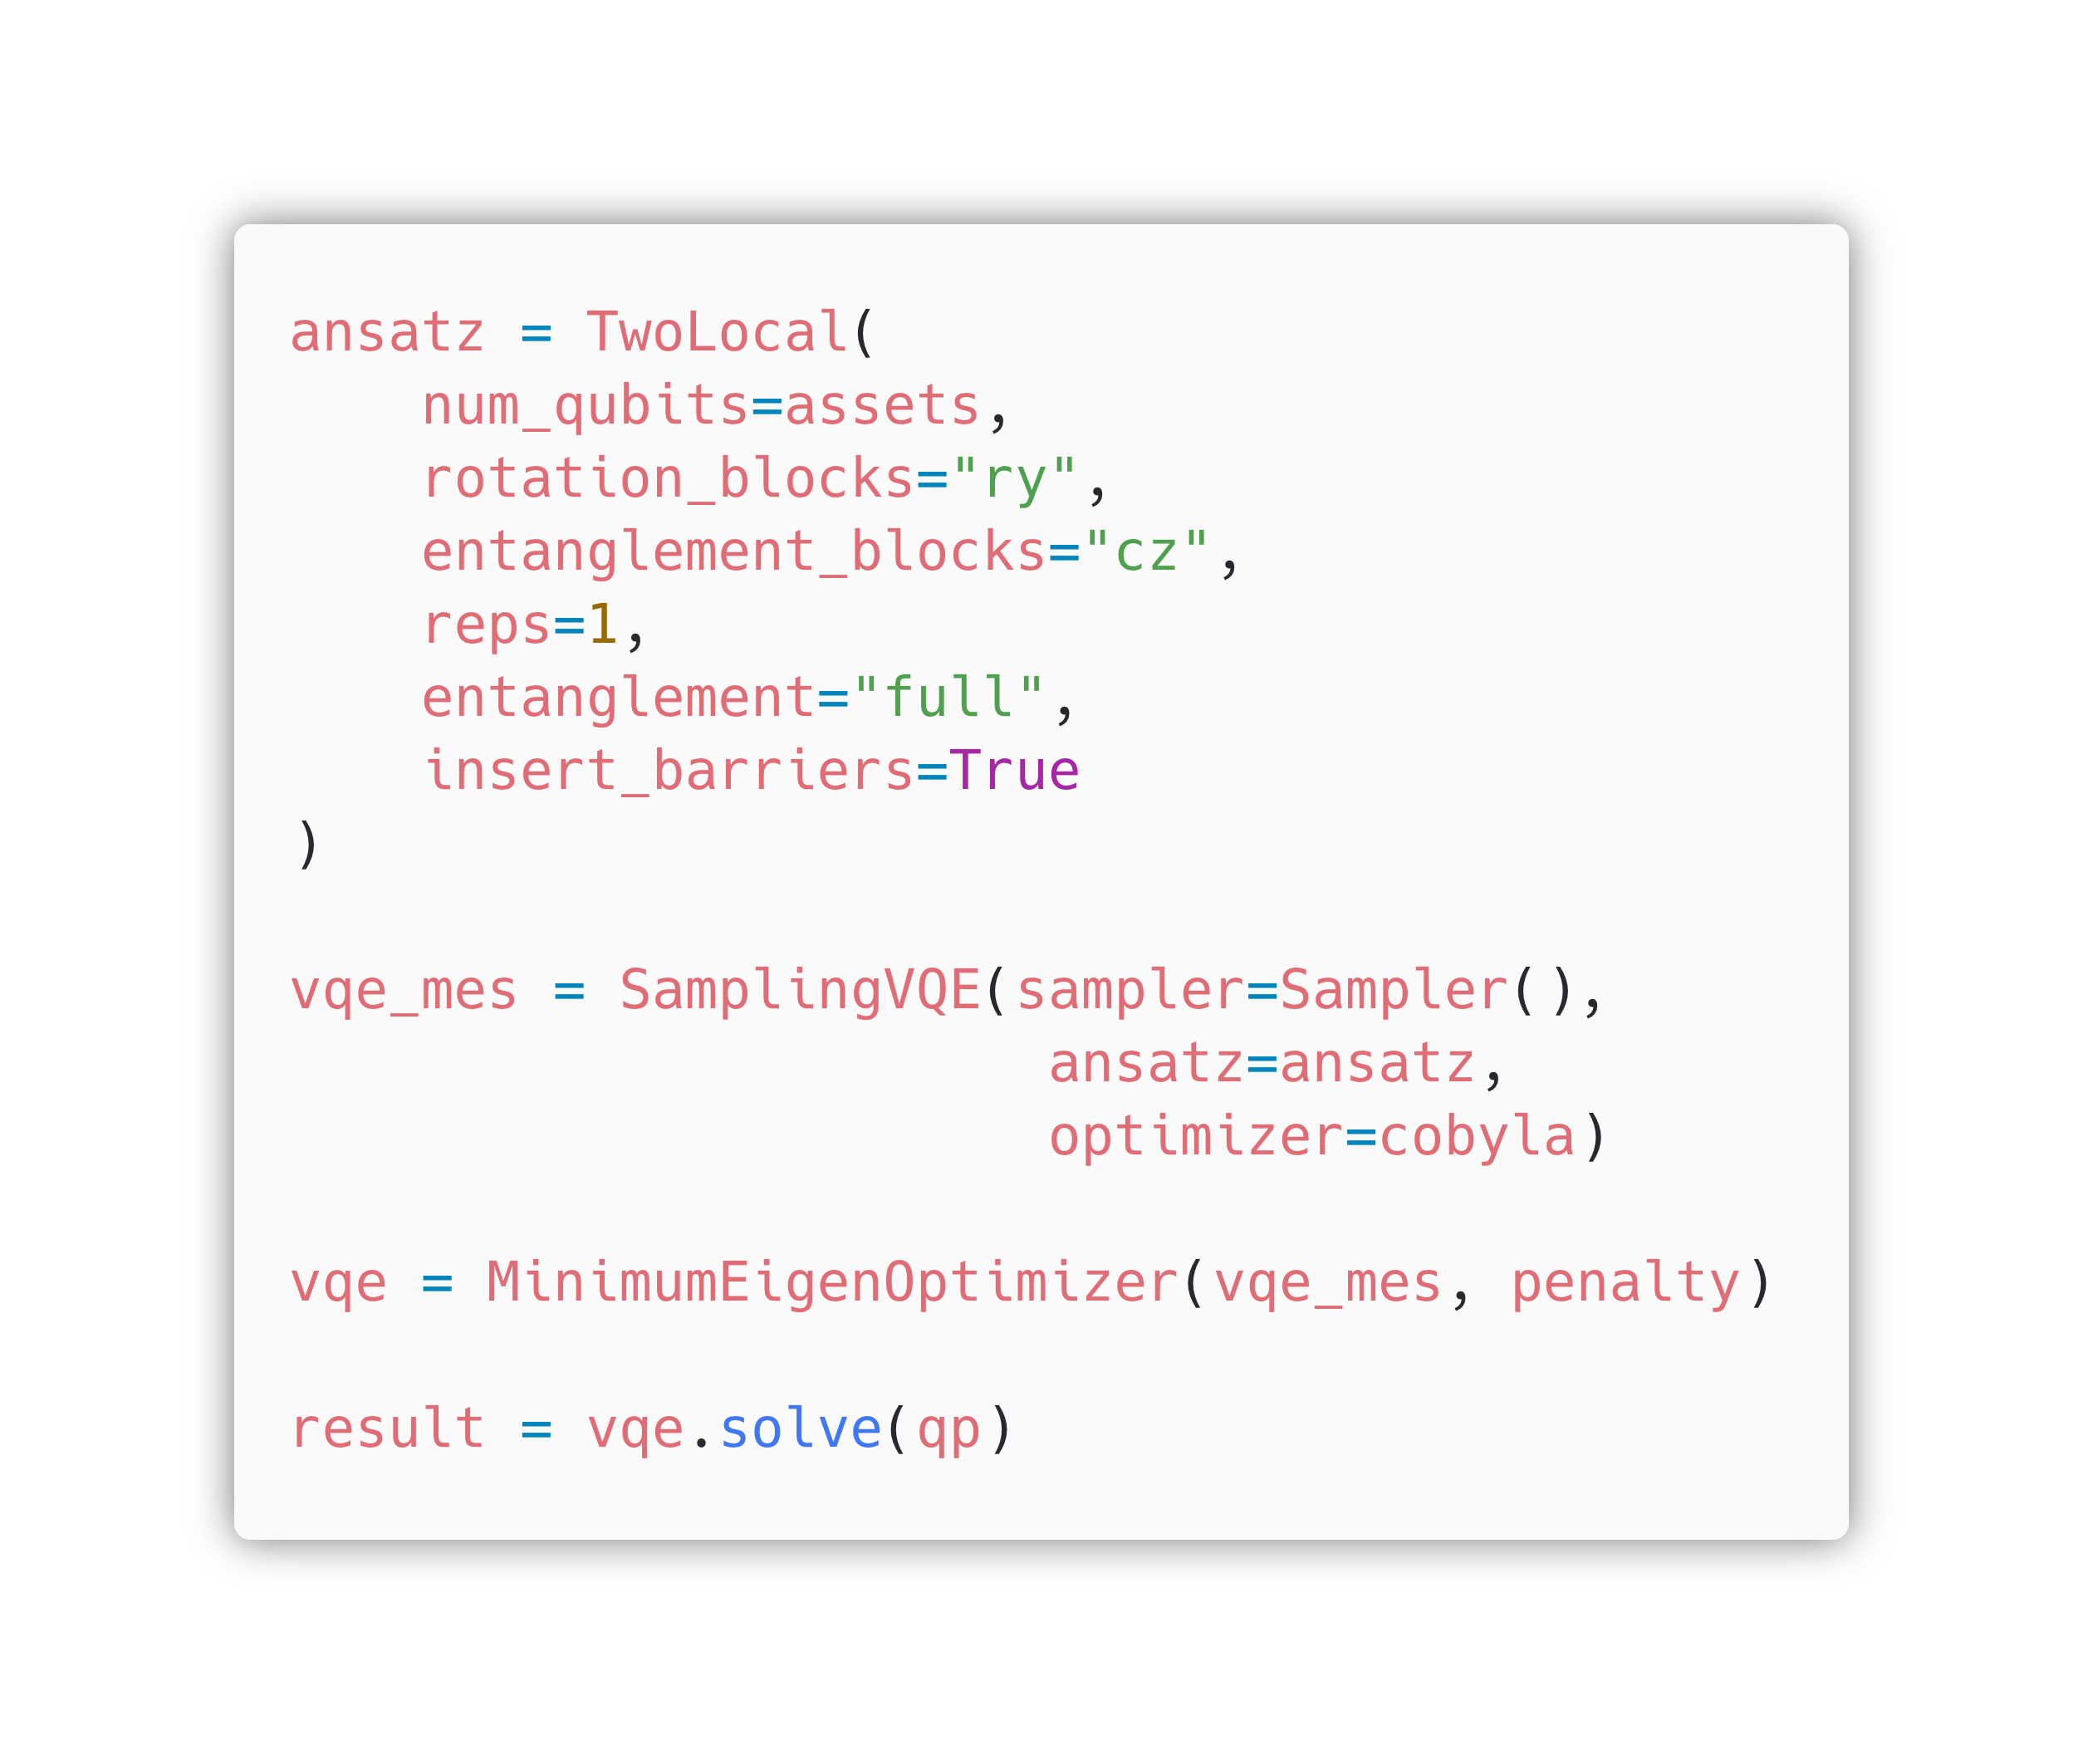 ansatz = TwoLocal(
    num_qubits=assets,
    rotation_blocks="ry",
    entanglement_blocks="cz",
    reps=1,
    entanglement="full",
    insert_barriers=True
)

vqe_mes = SamplingVQE(sampler=Sampler(),
                       ansatz=ansatz,
                       optimizer=cobyla)

vqe = MinimumEigenOptimizer(vqe_mes, penalty)

result = vqe.solve(qp)